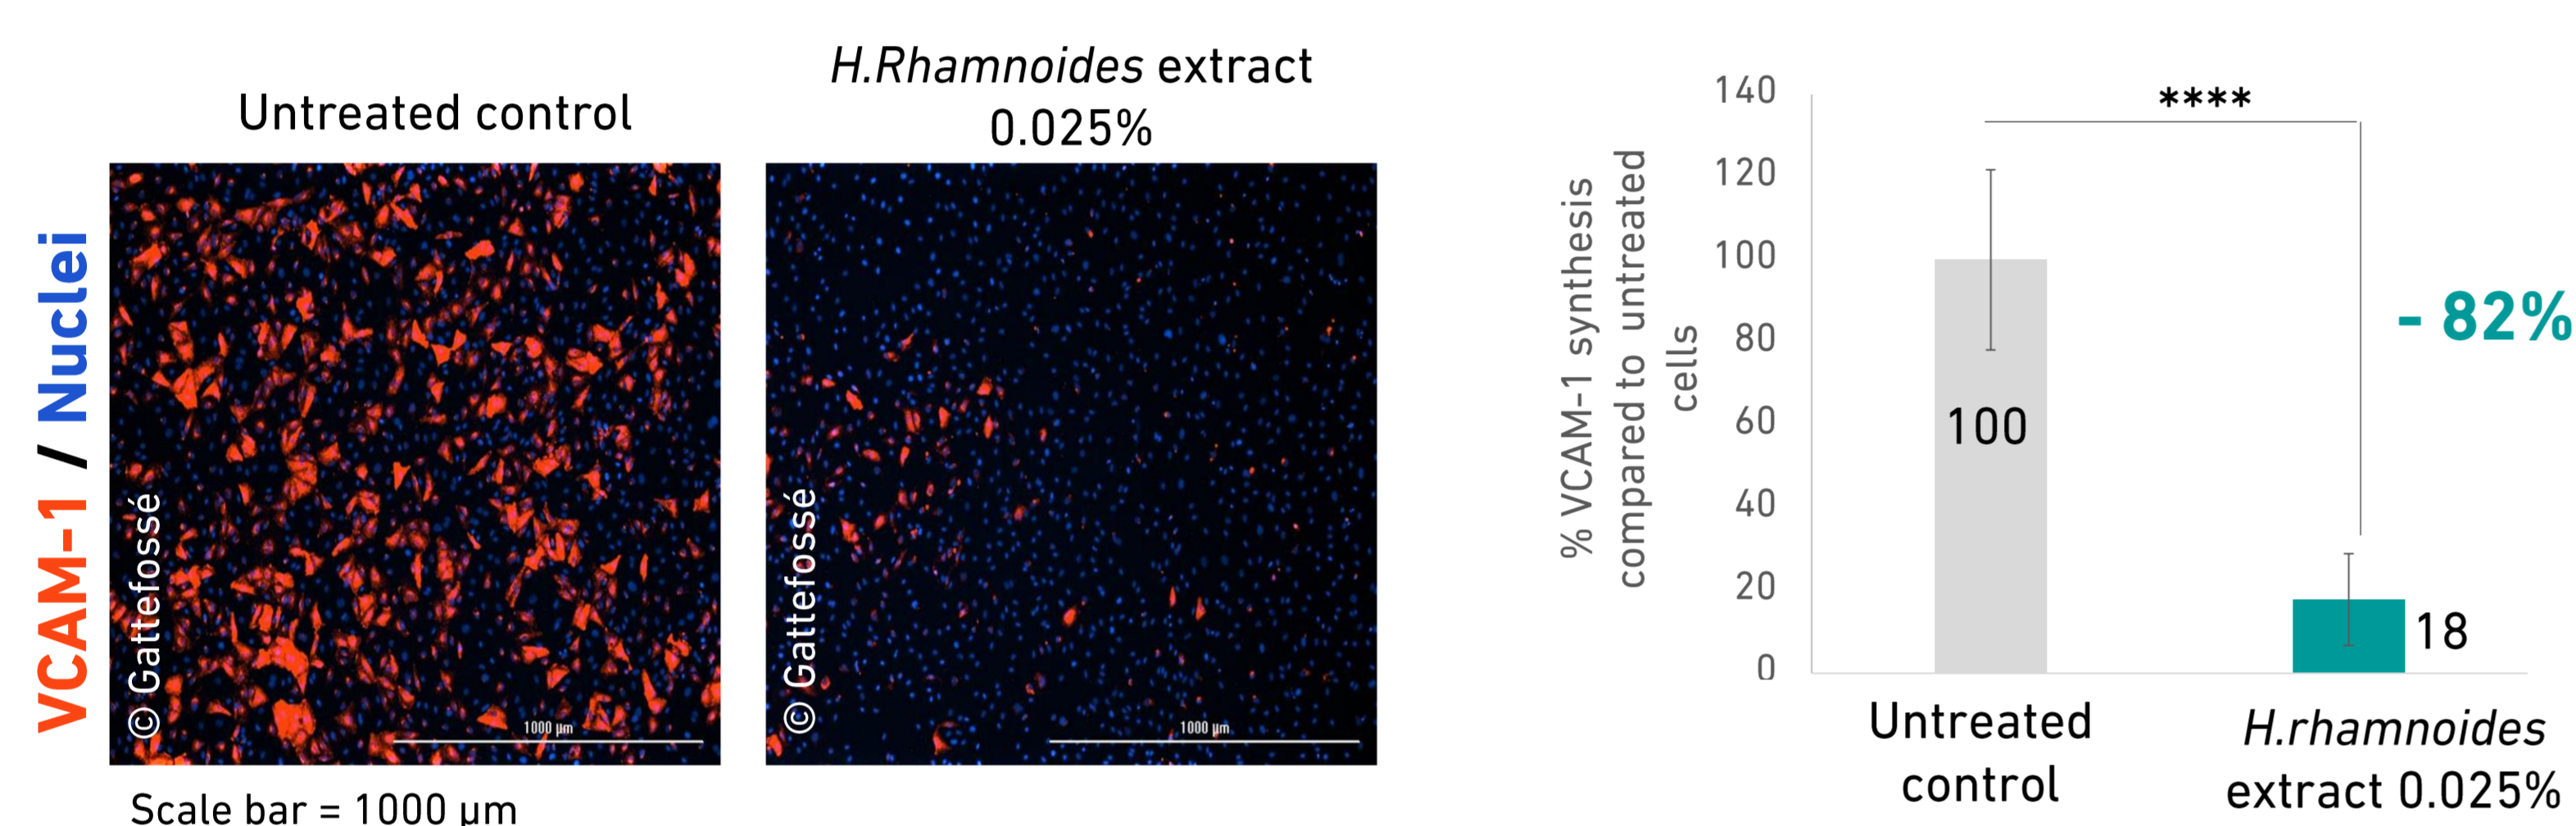 Untreated control
H.Rhamnoides extract
0.025%
VCAM-1 / Nuclei
© Gattefossé
1000 µm
© Gattefossé
1000 µm
Scale bar = 1000 µm
% VCAM-1 synthesis
compared to untreated
cells
140
120
100
80
60
40
20
0
****
100
18
- 82%
Untreated
control
H.rhamnoides
extract 0.025%